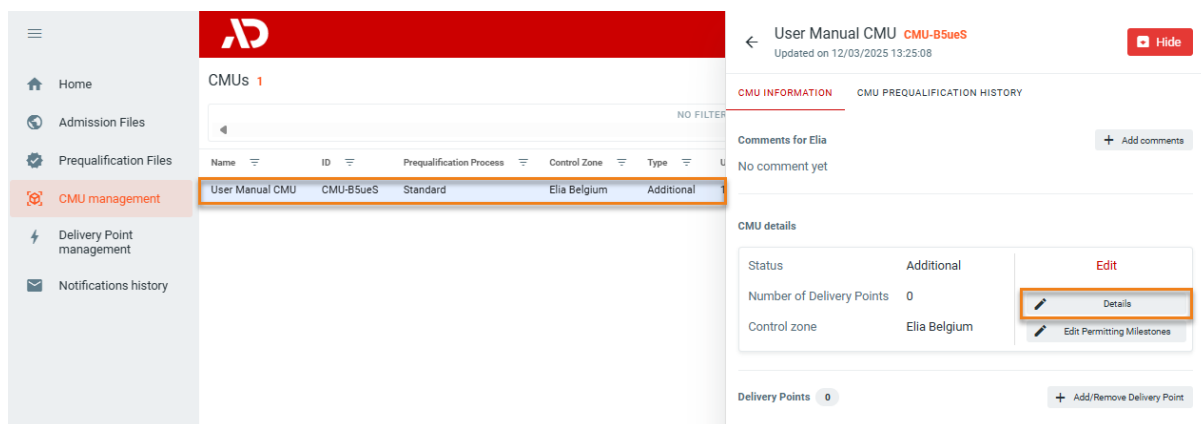 Home
Admission Files
Prequalification Files
CMU management
Delivery Point
management
Notifications history
CMUs 1
NO FILTER
Name ID Prequalification Process Control Zone Type
User Manual CMU CMU-B5ueS Standard Elia Belgium Additional
User Manual CMU CMU-B5ueS
Updated on 12/03/2025 13:25:08
Hide
CMU INFORMATION CMU PREQUALIFICATION HISTORY
Comments for Elia + Add comments
No comment yet
CMU details
Status Additional Edit
Number of Delivery Points 0 Details
Control zone Elia Belgium Edit Permitting Milestones
Delivery Points 0 + Add/Remove Delivery Point